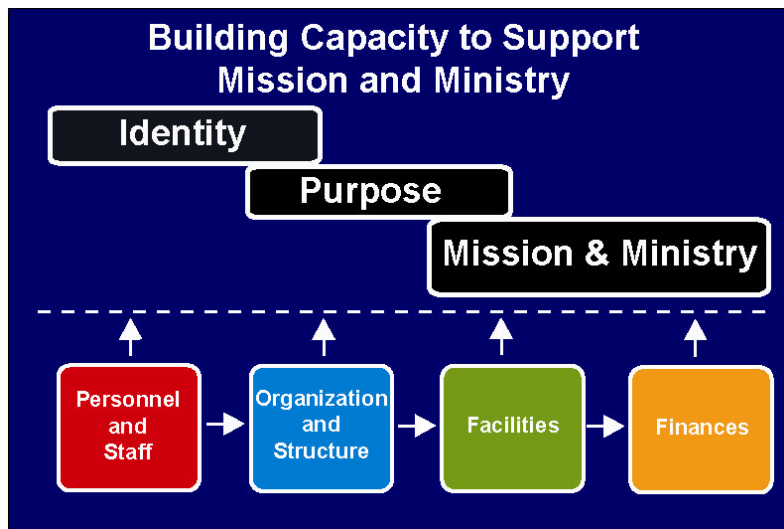 Building Capacity to Support
Mission and Ministry
Identity
Purpose
Mission & Ministry
Personnel
and
Staff
Organization
and
Structure
Facilities
Finances